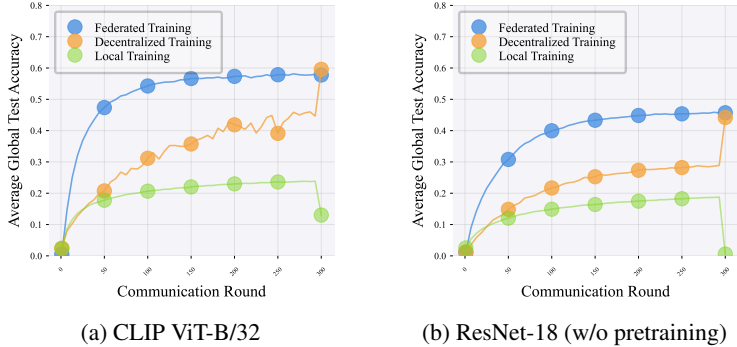 0.8
0.7
0.6
0.5
0.4
0.3
0.2
0.1
0.0
Average Global Test Accuracy
Federated Training
Decentralized Training
Local Training
0
50
100
150
200
250
300
Communication Round
(a) CLIP ViT-B/32
0.8
0.7
0.6
0.5
0.4
0.3
0.2
0.1
0.0
Average Global Test Accuracy
Federated Training
Decentralized Training
Local Training
0
50
100
150
200
250
300
Communication Round
(b) ResNet-18 (w/o pretraining)